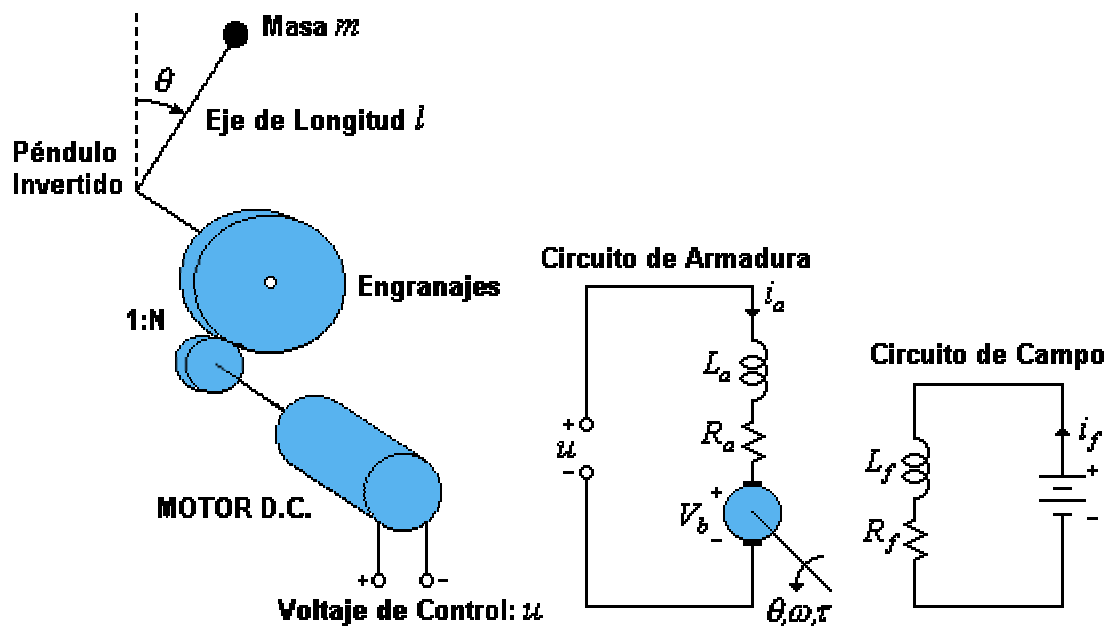 Masa m
θ
Eje de Longitud l
Péndulo
Invertido
Engranajes
1:N
MOTOR D.C.
+ -
Voltaje de Control: u
Circuito de Armadura
i_a
L_a
R_a
+
u
-
+
V_b
-
θ,ω,τ
Circuito de Campo
i_f
L_f
+
-
R_f